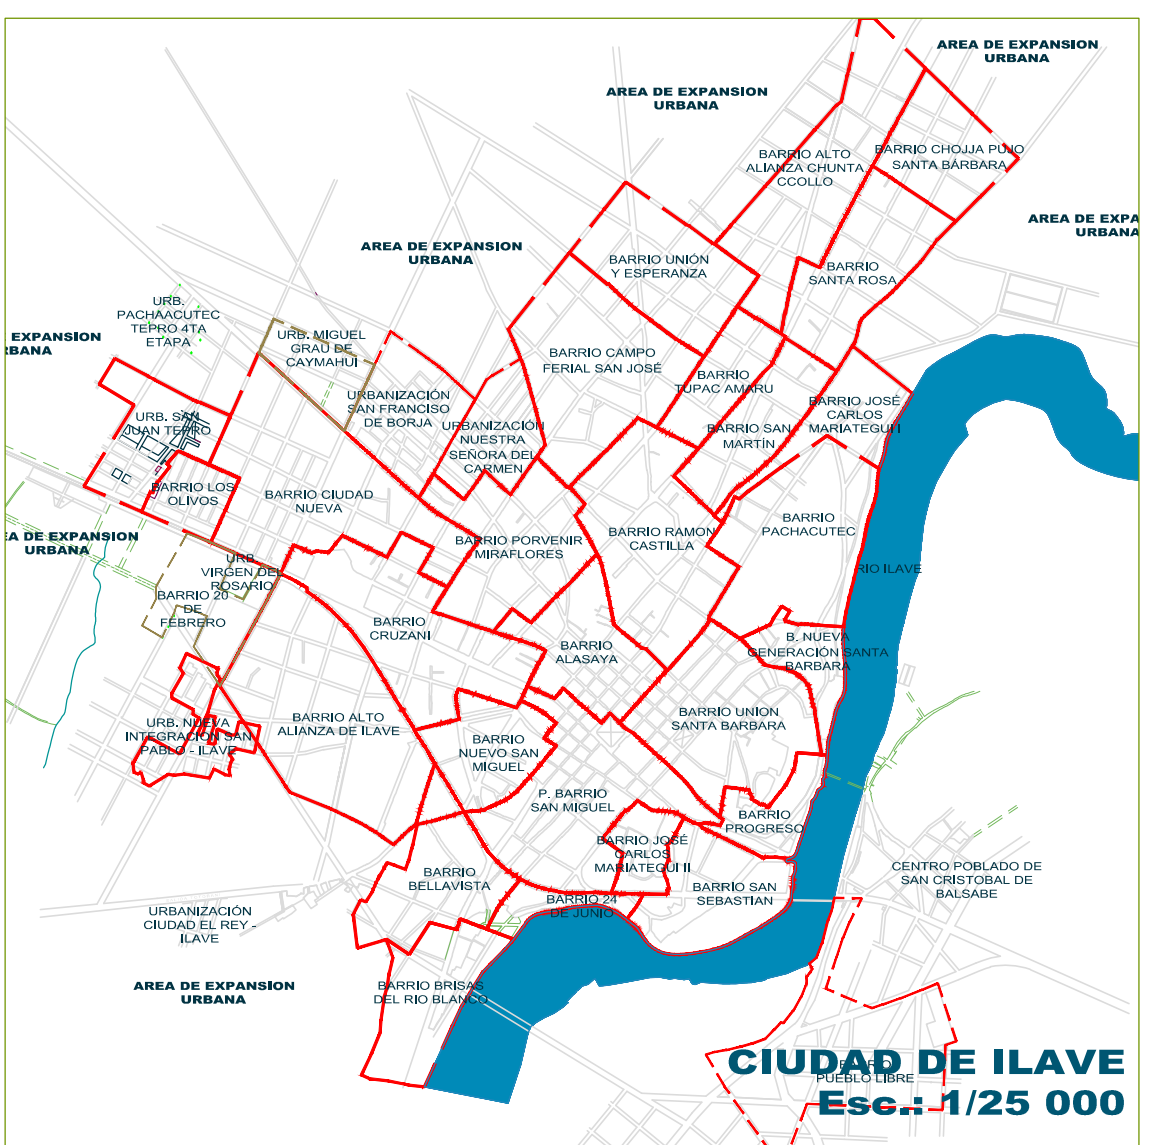 AREA DE EXPANSION
URBANA
AREA DE EXPANSION
URBANA
BARRIO ALTO
ALIANZA CHUNTA
CCOLLO
BARRIO CHOJJA PUJO
SANTA BÁRBARA
AREA DE EXPA
URBANA
AREA DE EXPANSION
URBANA
BARRIO UNIÓN
Y ESPERANZA
BARRIO
SANTA ROSA
URB.
PACHAACUTEC
TEPRO 4TA
ETAPA
EXPANSION
RBANA
URB. MIGUEL
GRAU DE
CAYMAHUI
BARRIO CAMPO
FERIAL SAN JOSÉ
BARRIO
TUPAC AMARU
URBANIZACIÓN
SAN FRANCISO
DE BORJA
BARRIO JOSÉ
CARLOS
MARIATEGUI I
URB. SAN
JUAN TEPRO
URBANIZACIÓN
NUESTRA
SEÑORA DEL
CARMEN
BARRIO SAN
MARTÍN
BARRIO LOS
OLIVOS
BARRIO CIUDAD
NUEVA
BARRIO
PACHACUTEC
EA DE EXPANSION
URBANA
BARRIO PORVENIR
MIRAFLORES
BARRIO RAMON
CASTILLA
RIO ILAVE
URB.
VIRGEN DEL
ROSARIO
BARRIO 20
DE
FEBRERO
BARRIO
CRUZANI
BARRIO
ALASAYA
B. NUEVA
GENERACIÓN SANTA
BARBARA
URB. NUEVA
INTEGRACION SAN
PABLO - ILAVE
BARRIO ALTO
ALIANZA DE ILAVE
BARRIO UNION
SANTA BARBARA
BARRIO
NUEVO SAN
MIGUEL
P. BARRIO
SAN MIGUEL
BARRIO
PROGRESO
BARRIO JOSÉ
CARLOS
MARIATEGUI II
BARRIO
BELLAVISTA
BARRIO SAN
SEBASTIAN
CENTRO POBLADO DE
SAN CRISTOBAL DE
BALSABE
BARRIO 24
DE JUNIO
URBANIZACIÓN
CIUDAD EL REY -
ILAVE
AREA DE EXPANSION
URBANA
BARRIO BRISAS
DEL RIO BLANCO
CIUDAD DE ILAVE
BARRIO
PUEBLO LIBRE
Esc.: 1/25 000